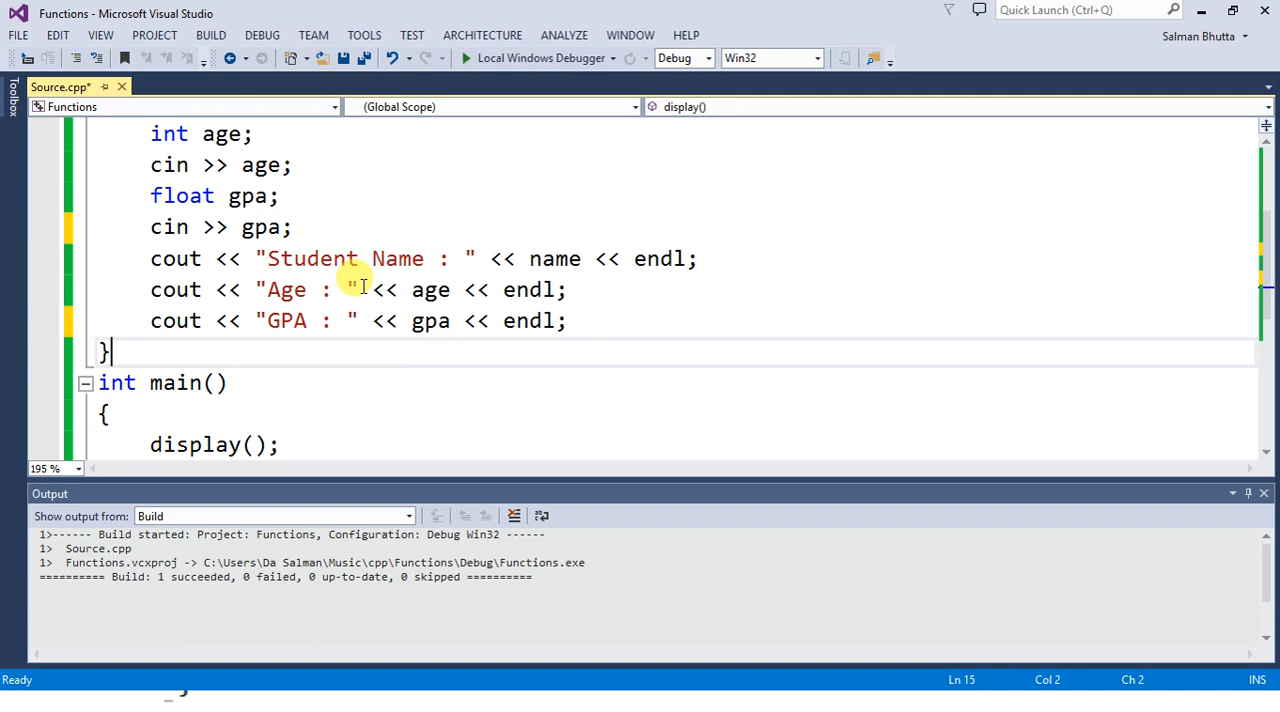 Functions - Microsoft Visual Studio
Quick Launch (Ctrl+Q)
FILE EDIT VIEW PROJECT BUILD DEBUG TEAM TOOLS TEST ARCHITECTURE ANALYZE WINDOW HELP
Salman Bhutta
Local Windows Debugger Debug Win32
Toolbox
Source.cpp*
Functions (Global Scope) display()
int age;
cin >> age;
float gpa;
cin >> gpa;
cout << "Student Name : " << name << endl;
cout << "Age : " << age << endl;
cout << "GPA : " << gpa << endl;
}
int main()
{
display();
195 %
Output
Show output from: Build
1>------ Build started: Project: Functions, Configuration: Debug Win32 ------
1> Source.cpp
1> Functions.vcxproj -> C:\Users\Da Salman\Music\cpp\Functions\Debug\Functions.exe
========== Build: 1 succeeded, 0 failed, 0 up-to-date, 0 skipped ==========
Ready Ln 15 Col 2 Ch 2 INS